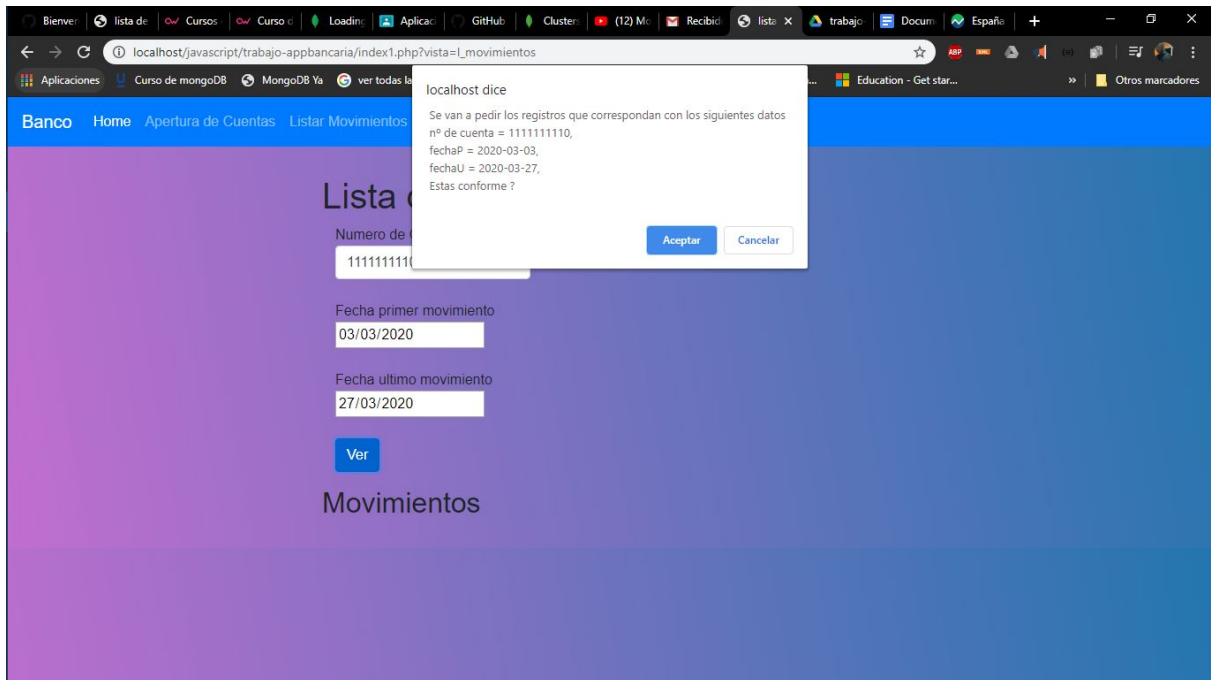 Bienver
lista de
Cursos
Curso d
Loading
Aplicaci
GitHub
Clusters
(12) Mo
Recibid
lista
trabajo-
Docum
España
localhost/javascript/trabajo-appbancaria/index1.php?vista=l_movimientos
ABP
Aplicaciones
Curso de mongoDB
MongoDB Ya
ver todas la
Education - Get star...
»
Otros marcadores
Banco
Home
Apertura de Cuentas
Listar Movimientos
localhost dice
Se van a pedir los registros que correspondan con los siguientes datos
nº de cuenta = 1111111110,
fechaP = 2020-03-03,
fechaU = 2020-03-27,
Estas conforme ?
Aceptar
Cancelar
Lista
Numero de
1111111110
Fecha primer movimiento
03/03/2020
Fecha ultimo movimiento
27/03/2020
Ver
Movimientos